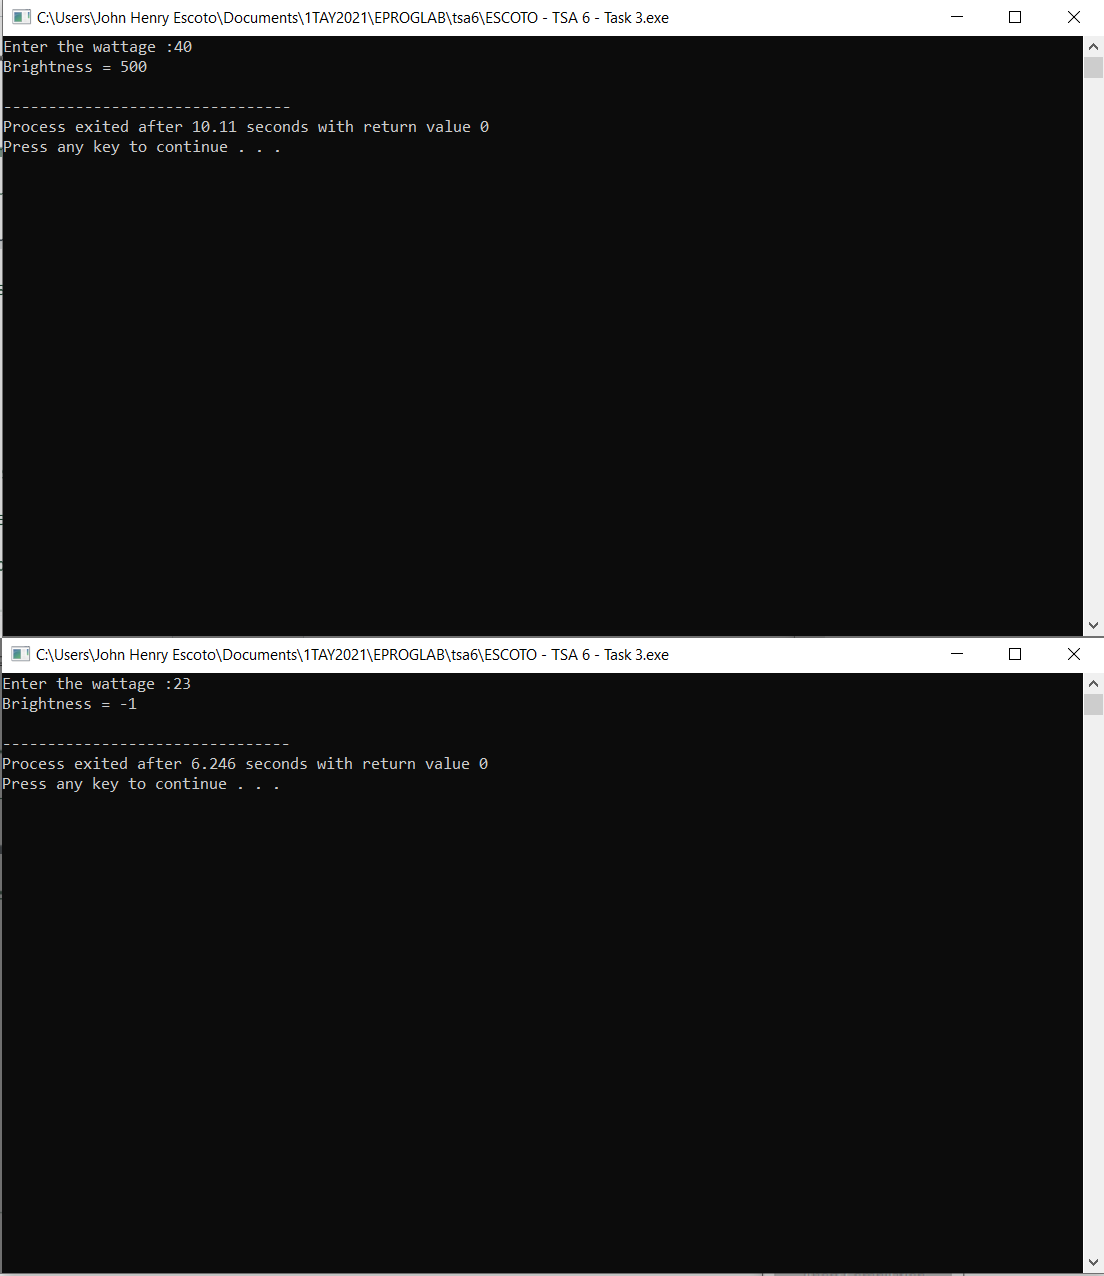 C:\Users\John Henry Escoto\Documents\1TAY2021\EPROGLAB\tsa6\ESCOTO - TSA 6 - Task 3.exe
Enter the wattage :40
Brightness = 500
--------------------------------
Process exited after 10.11 seconds with return value 0
Press any key to continue . . .
C:\Users\John Henry Escoto\Documents\1TAY2021\EPROGLAB\tsa6\ESCOTO - TSA 6 - Task 3.exe
Enter the wattage :23
Brightness = -1
--------------------------------
Process exited after 6.246 seconds with return value 0
Press any key to continue . . .